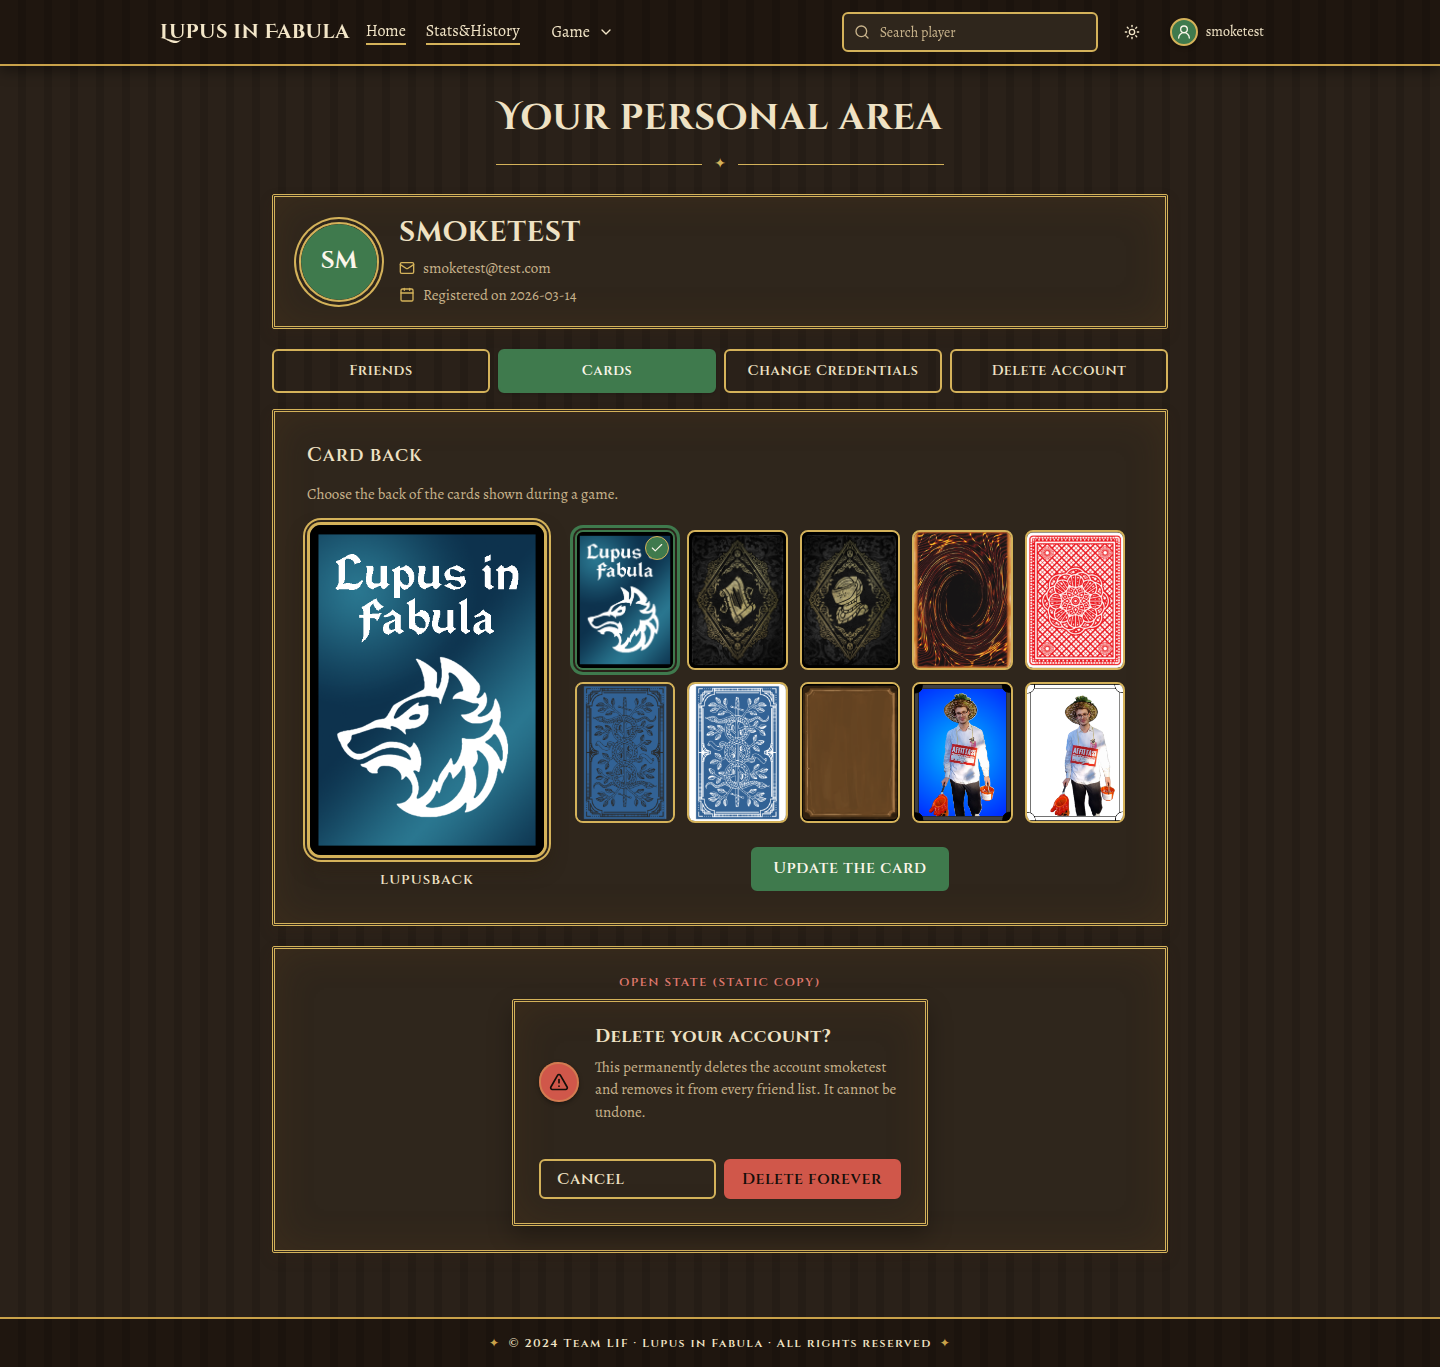 Lupus in Fabula
Home
Stats&History
Game
Search player
smoketest
Your personal area
SM
smoketest
smoketest@test.com
Registered on 2026-03-14
Friends
Cards
Change Credentials
Delete Account
Card back
Choose the back of the cards shown during a game.
Lupus in
Fabula
Lupus
Fabula
lupusback
Update the card
Open state (static copy)
Delete your account?
This permanently deletes the account smoketest
and removes it from every friend list. It cannot be
undone.
Cancel
Delete forever
© 2024 Team LIF · Lupus in Fabula · All rights reserved